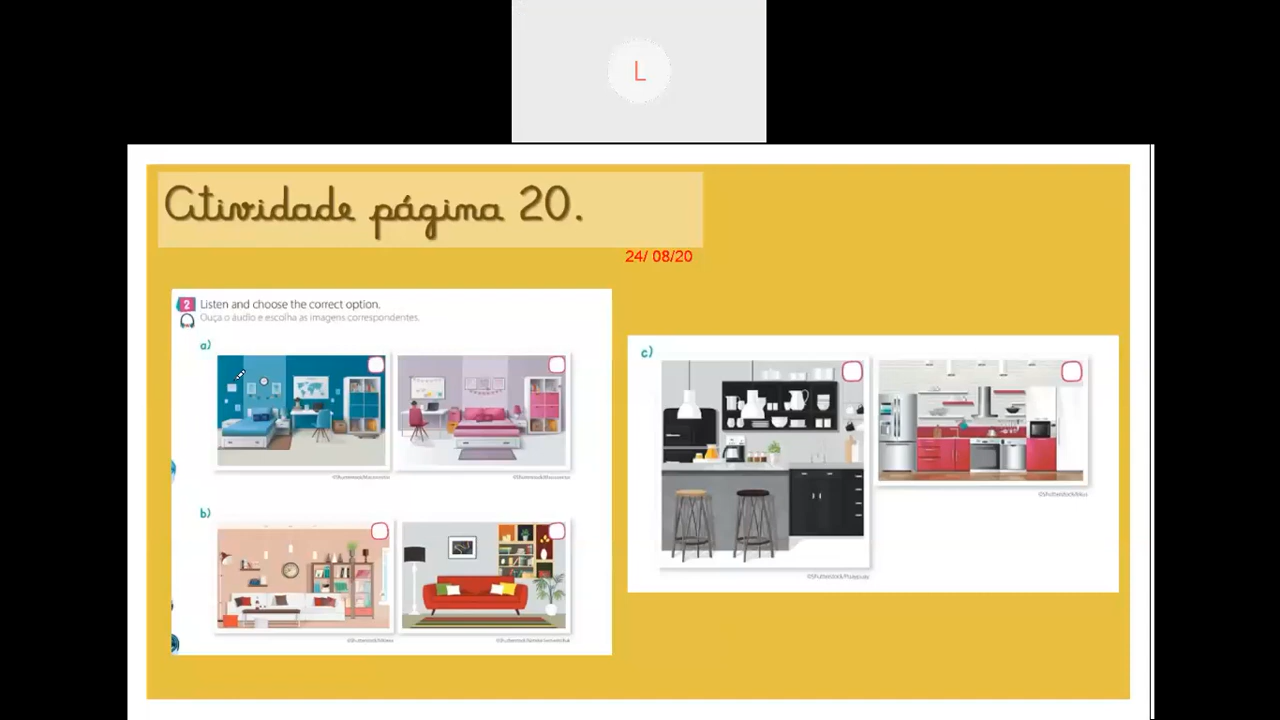 L
Atividade página 20.
24/ 08/20
2 Listen and choose the correct option.
Ouça o áudio e escolha as imagens correspondentes.
a)
b)
c)